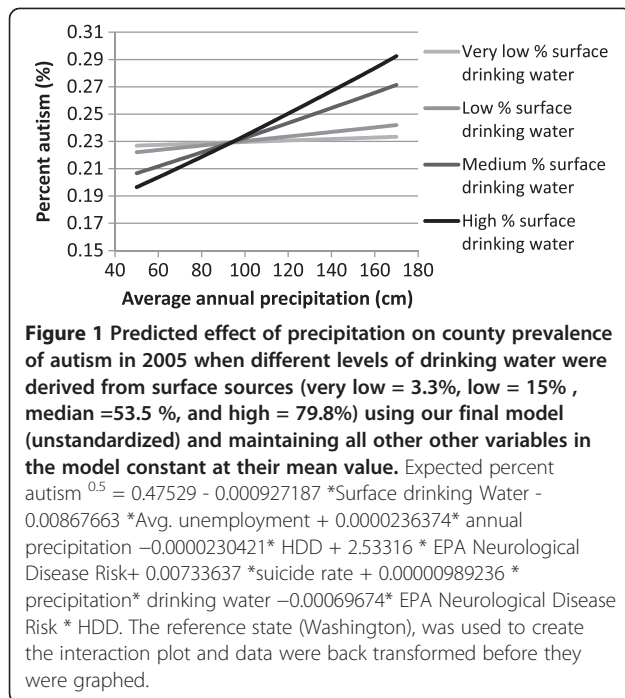 0.31
0.29
0.27
0.25
0.23
0.21
0.19
0.17
0.15
Percent autism (%)
40 60 80 100 120 140 160 180
Average annual precipitation (cm)
Very low % surface
drinking water
Low % surface
drinking water
Medium % surface
drinking water
High % surface
drinking water
Figure 1 Predicted effect of precipitation on county prevalence
of autism in 2005 when different levels of drinking water were
derived from surface sources (very low = 3.3%, low = 15% ,
median =53.5 %, and high = 79.8%) using our final model
(unstandardized) and maintaining all other other variables in
the model constant at their mean value. Expected percent
autism 0.5 = 0.47529 - 0.000927187 *Surface drinking Water -
0.00867663 *Avg. unemployment + 0.0000236374* annual
precipitation −0.0000230421* HDD + 2.53316 * EPA Neurological
Disease Risk+ 0.00733637 *suicide rate + 0.00000989236 *
precipitation* drinking water −0.00069674* EPA Neurological Disease
Risk * HDD. The reference state (Washington), was used to create
the interaction plot and data were back transformed before they
were graphed.